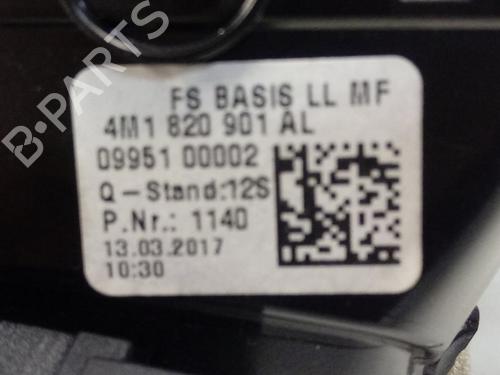 B-PARTS
FS BASIS LL MF
4M1 820 901 AL
09951 00002
Q-Stand:12S
P.Nr.: 1140
13.03.2017
10:30